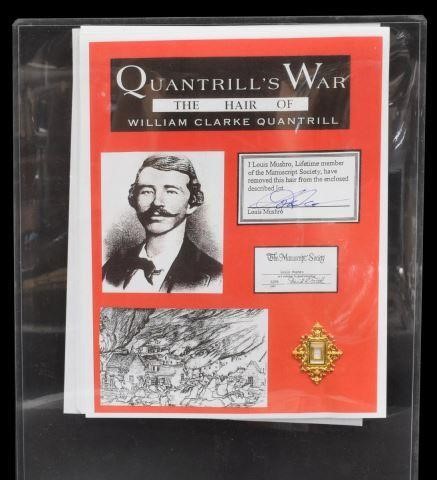 QUANTRILL'S WAR
THE HAIR OF
WILLIAM CLARKE QUANTRILL
I Louis Mushro, Lifetime member
of the Manuscript Society, have
removed this hair from the enclosed
described lot.
Louis Mushro
The Manuscript Society